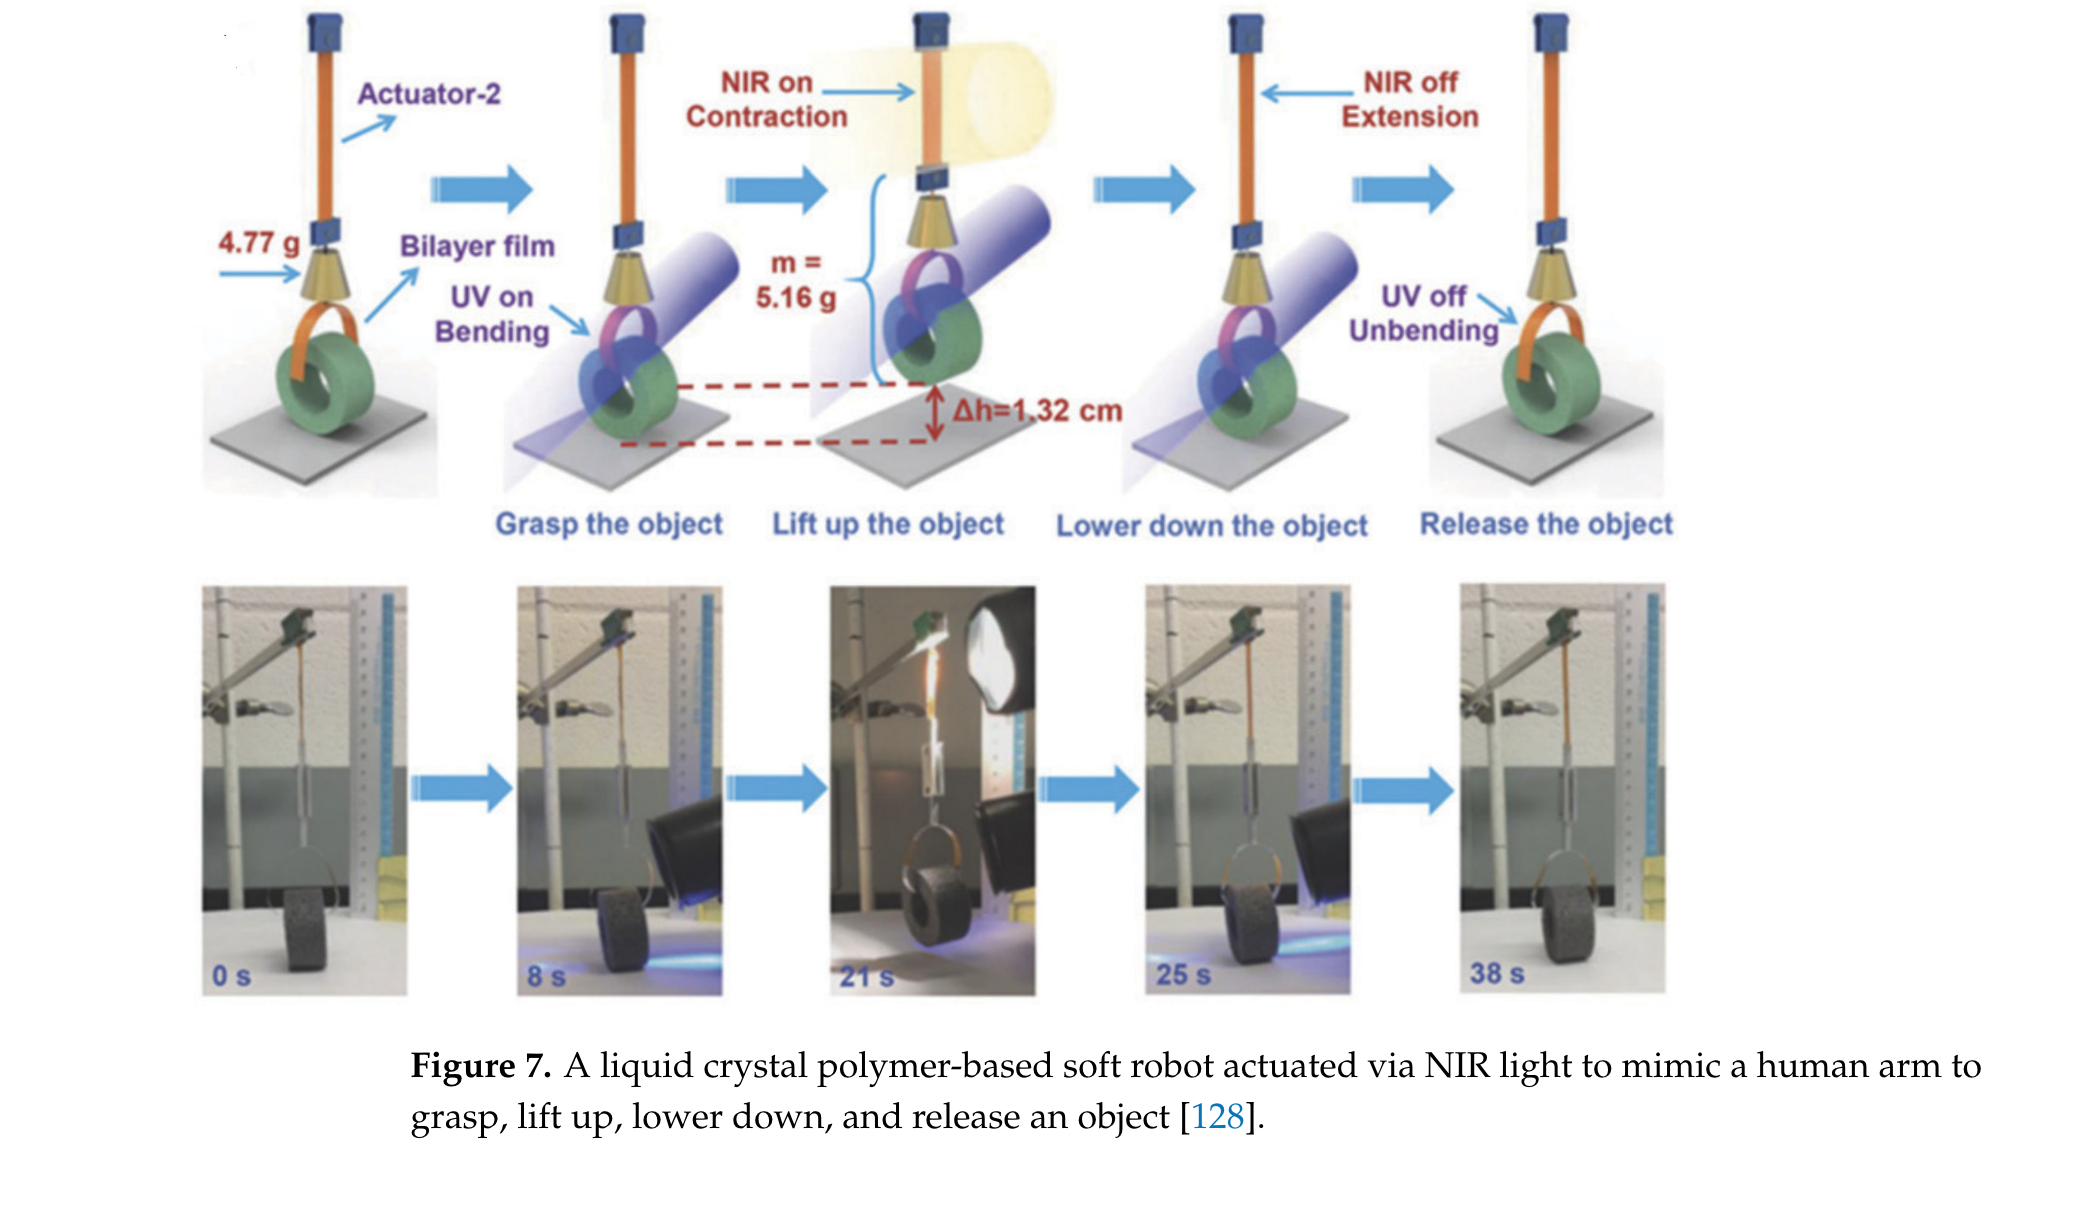 Actuator-2
4.77 g
Bilayer film
UV on
Bending
NIR on
Contraction
m =
5.16 g
Δh=1.32 cm
NIR off
Extension
UV off
Unbending
Grasp the object
Lift up the object
Lower down the object
Release the object
0 s
8 s
21 s
25 s
38 s
Figure 7. A liquid crystal polymer-based soft robot actuated via NIR light to mimic a human arm to
grasp, lift up, lower down, and release an object [128].